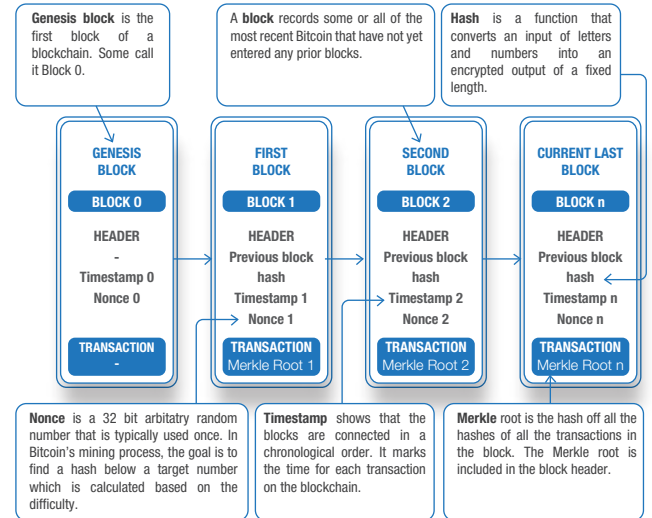 Genesis block is the
first block of a
blockchain. Some call
it Block 0.
A block records some or all of the
most recent Bitcoin that have not yet
entered any prior blocks.
Hash is a function that
converts an input of letters
and numbers into an
encrypted output of a fixed
length.
GENESIS
BLOCK
BLOCK 0
HEADER
-
Timestamp 0
Nonce 0
TRANSACTION
-
FIRST
BLOCK
BLOCK 1
HEADER
Previous block
hash
Timestamp 1
Nonce 1
TRANSACTION
Merkle Root 1
SECOND
BLOCK
BLOCK 2
HEADER
Previous block
hash
Timestamp 2
Nonce 2
TRANSACTION
Merkle Root 2
CURRENT LAST
BLOCK
BLOCK n
HEADER
Previous block
hash
Timestamp n
Nonce n
TRANSACTION
Merkle Root n
Nonce is a 32 bit arbitatry random
number that is typically used once. In
Bitcoin's mining process, the goal is to
find a hash below a target number
which is calculated based on the
difficulty.
Timestamp shows that the
blocks are connected in a
chronological order. It marks
the time for each transaction
on the blockchain.
Merkle root is the hash off all the
hashes of all the transactions in
the block. The Merkle root is
included in the block header.